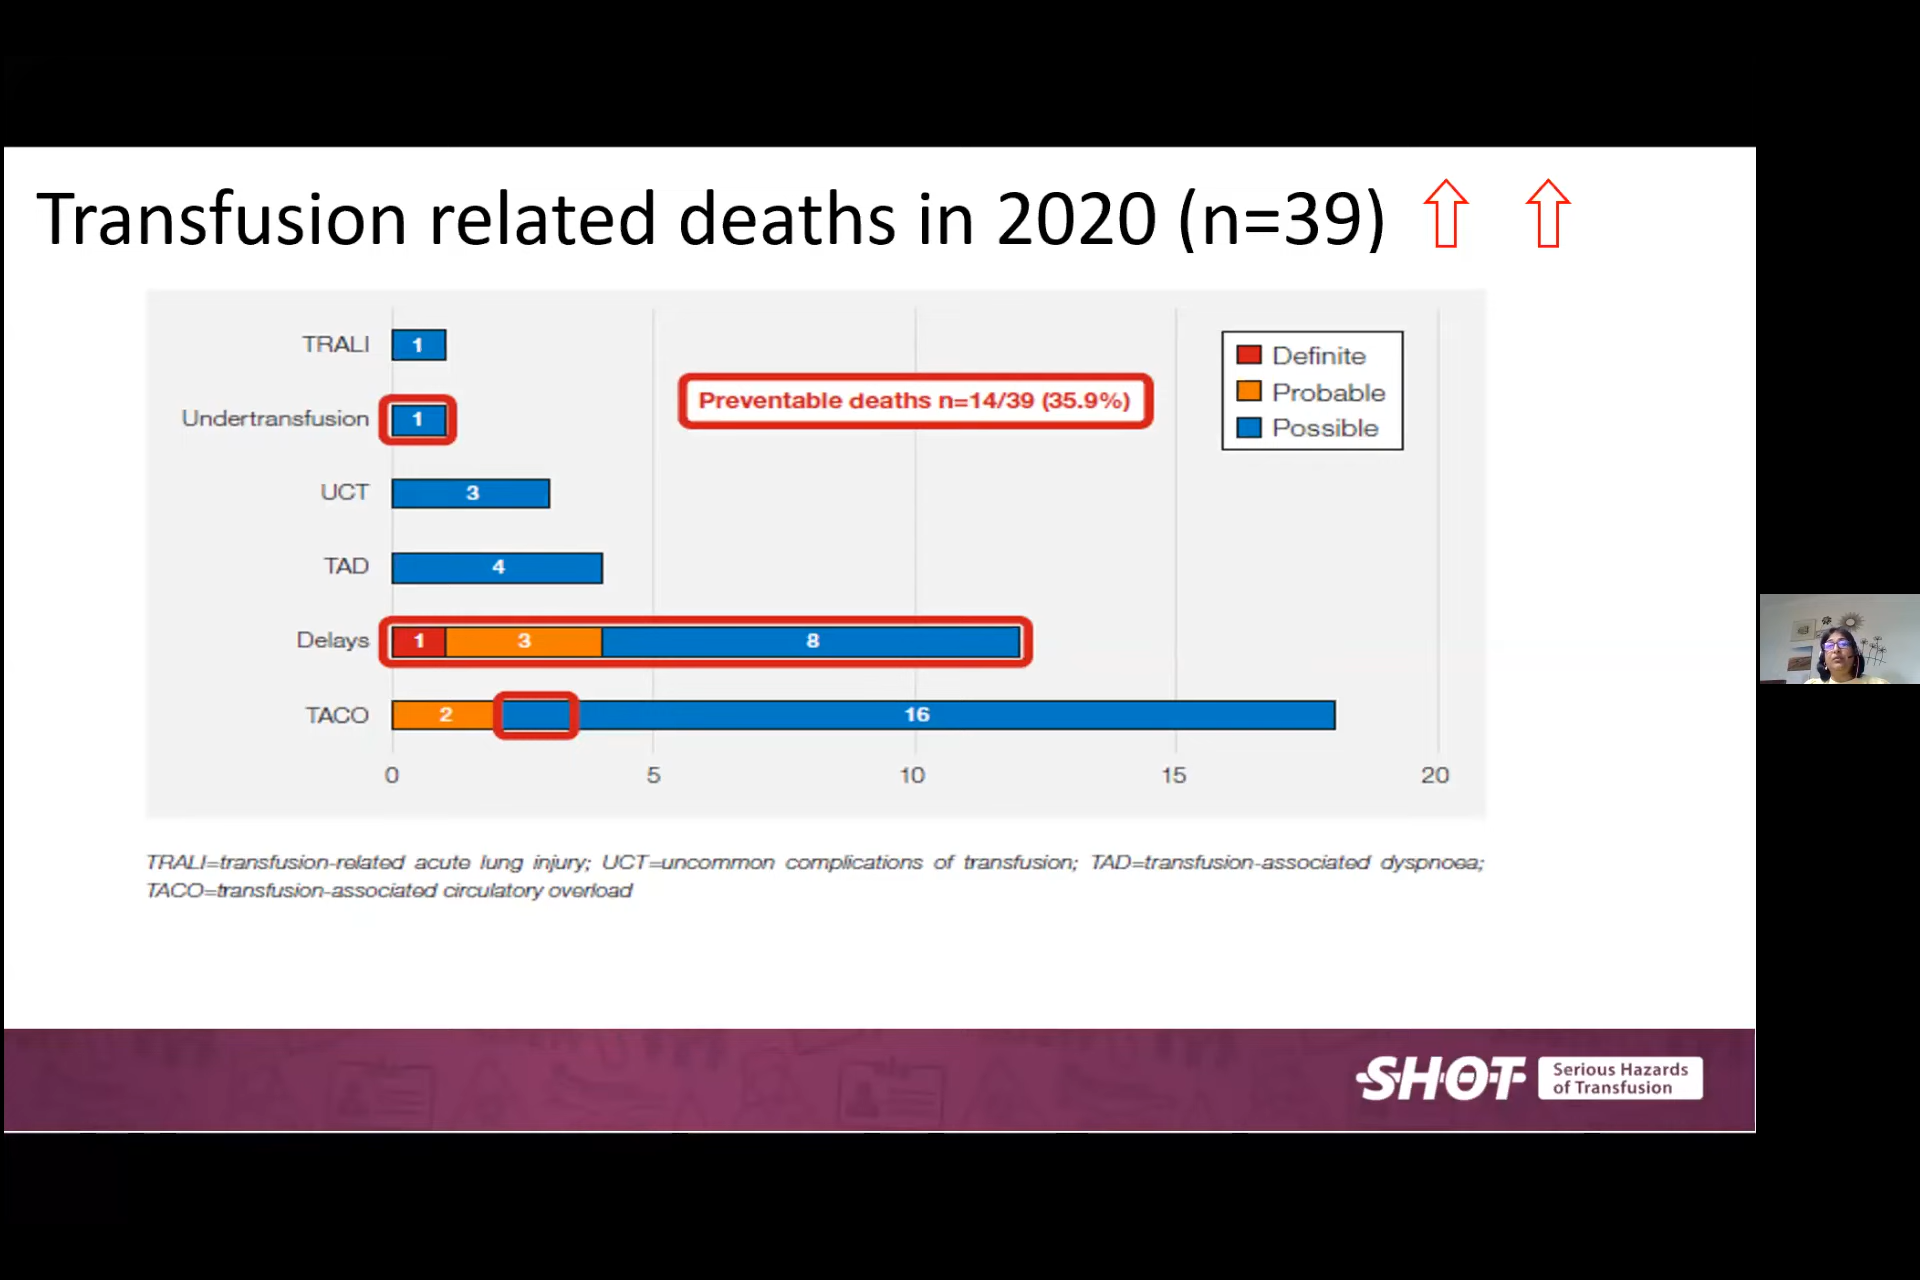 Transfusion related deaths in 2020 (n=39)
TRALI 1
Undertransfusion 1
UCT 3
TAD 4
Delays 1 3 8
TACO 2 16
0 5 10 15 20
Preventable deaths n=14/39 (35.9%)
Definite
Probable
Possible
TRALI=transfusion-related acute lung injury; UCT=uncommon complications of transfusion; TAD=transfusion-associated dyspnoea;
TACO=transfusion-associated circulatory overload
SHOT
Serious Hazards
of Transfusion